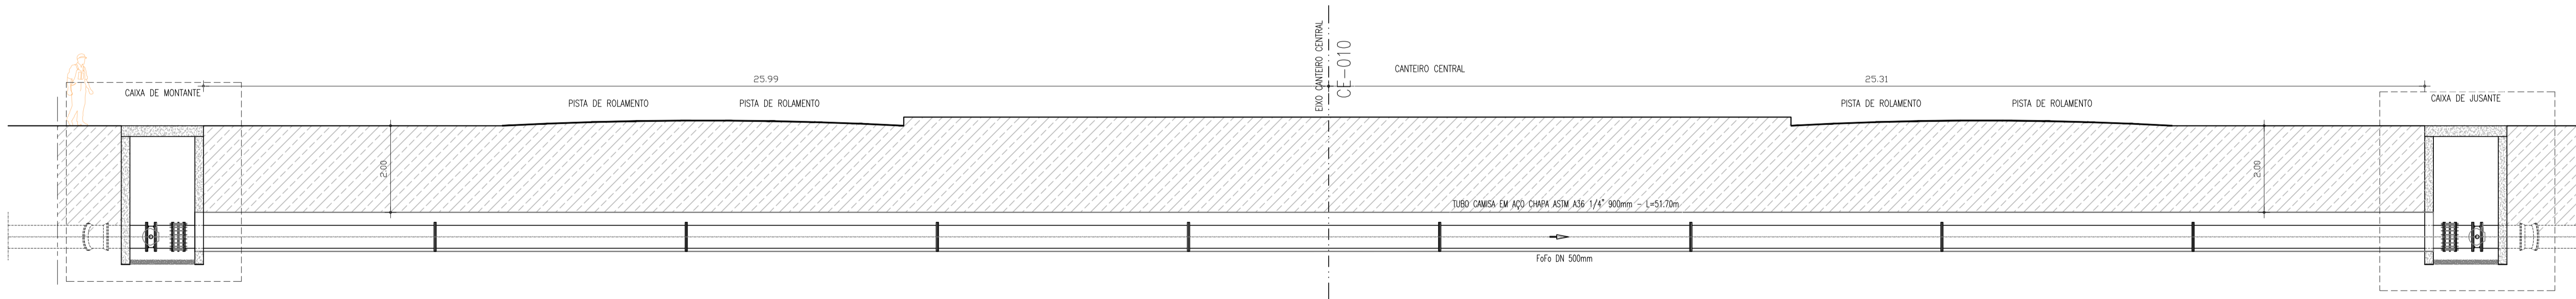 EIXO CANTEIRO CENTRAL
CE-010
CANTEIRO CENTRAL
25.99
25.31
CAIXA DE MONTANTE
PISTA DE ROLAMENTO
PISTA DE ROLAMENTO
PISTA DE ROLAMENTO
PISTA DE ROLAMENTO
CAIXA DE JUSANTE
2.00
2.00
TUBO CAMISA EM AÇO CHAPA ASTM A36 1/4" 900mm - L=51.70m
FoFo DN 500mm